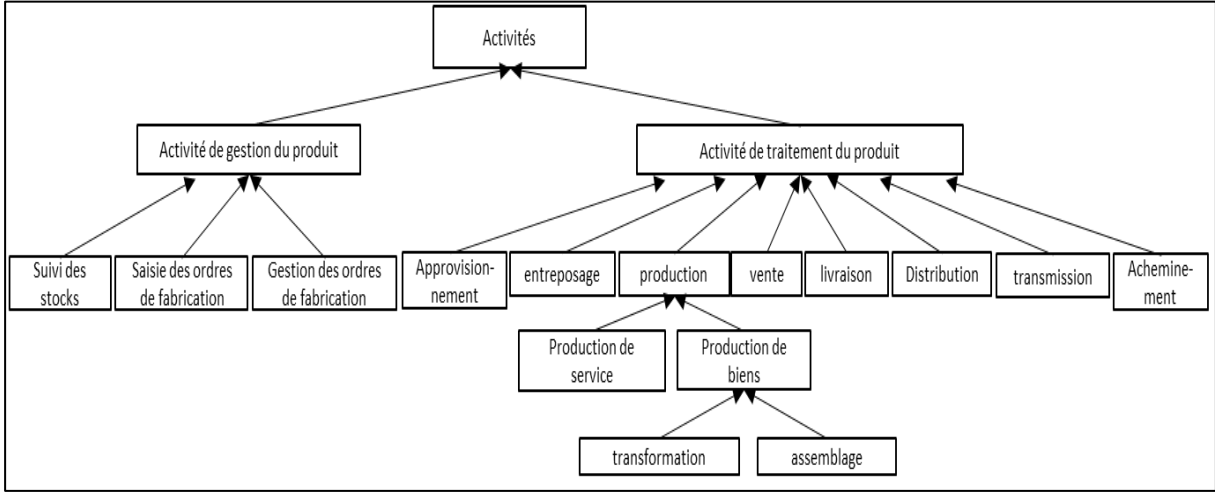 Activités
Activité de gestion du produit
Activité de traitement du produit
Suivi des
stocks
Saisie des ordres
de fabrication
Gestion des ordres
de fabrication
Approvision-
nement
entreposage
production
vente
livraison
Distribution
transmission
Achemine-
ment
Production de
service
Production de
biens
transformation
assemblage